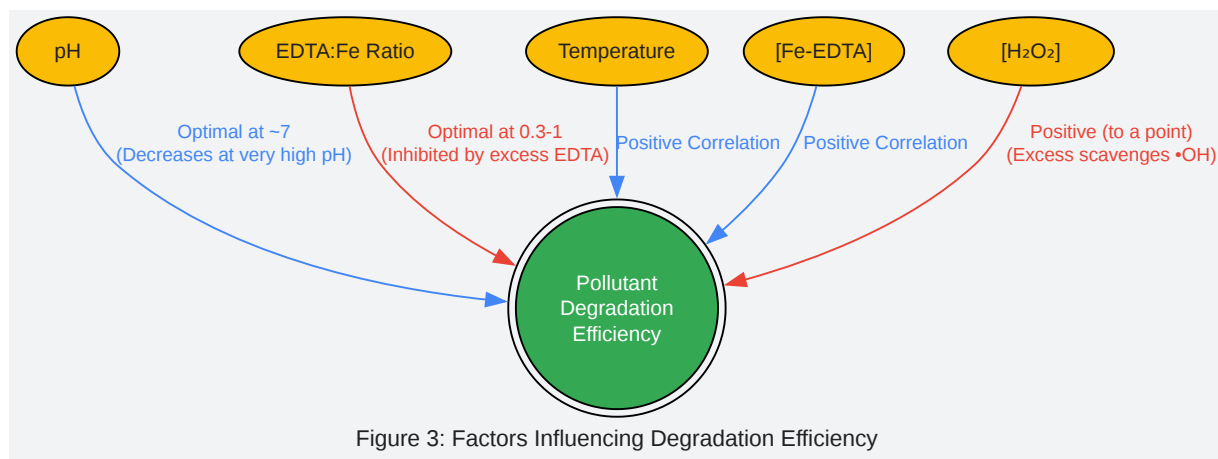 pH
EDTA:Fe Ratio
Temperature
[Fe-EDTA]
[H₂O₂]
Optimal at ~7
(Decreases at very high pH)
Optimal at 0.3-1
(Inhibited by excess EDTA)
Positive Correlation
Positive Correlation
Positive (to a point)
(Excess scavenges •OH)
Pollutant
Degradation
Efficiency
Figure 3: Factors Influencing Degradation Efficiency